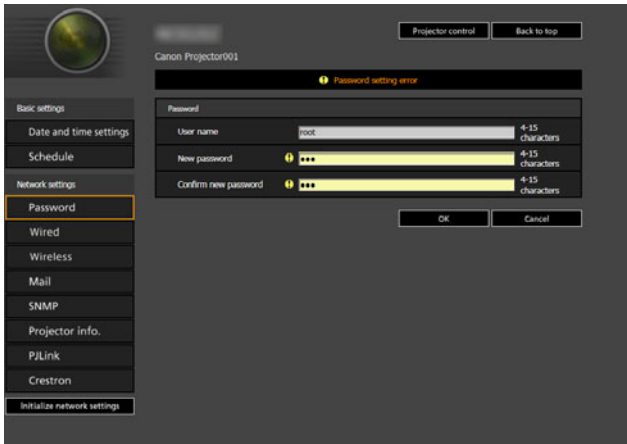 Projector control
Back to top
Canon Projector001
Password setting error
Basic settings
Date and time settings
Schedule
Network settings
Password
Wired
Wireless
Mail
SNMP
Projector info.
PJLink
Crestron
Initialize network settings
Password
User name
root
4-15
characters
New password
4-15
characters
Confirm new password
4-15
characters
OK
Cancel